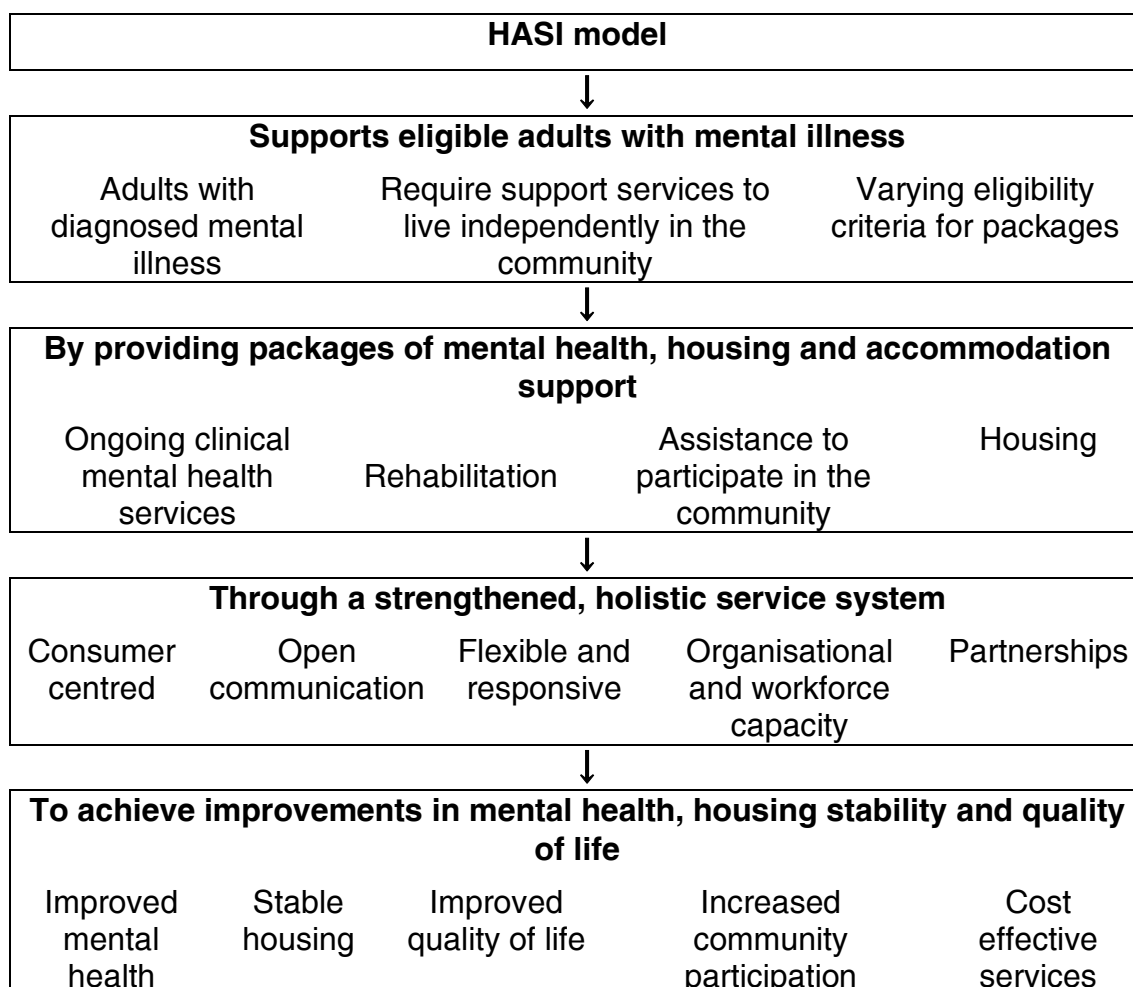 HASI model
↓
Supports eligible adults with mental illness
Adults with
diagnosed mental
illness
Require support services to
live independently in the
community
Varying eligibility
criteria for packages
↓
By providing packages of mental health, housing and accommodation
support
Ongoing clinical
mental health
services
Rehabilitation
Assistance to
participate in the
community
Housing
↓
Through a strengthened, holistic service system
Consumer
centred
Open
communication
Flexible and
responsive
Organisational
and workforce
capacity
Partnerships
↓
To achieve improvements in mental health, housing stability and quality
of life
Improved
mental
health
Stable
housing
Improved
quality of life
Increased
community
participation
Cost
effective
services